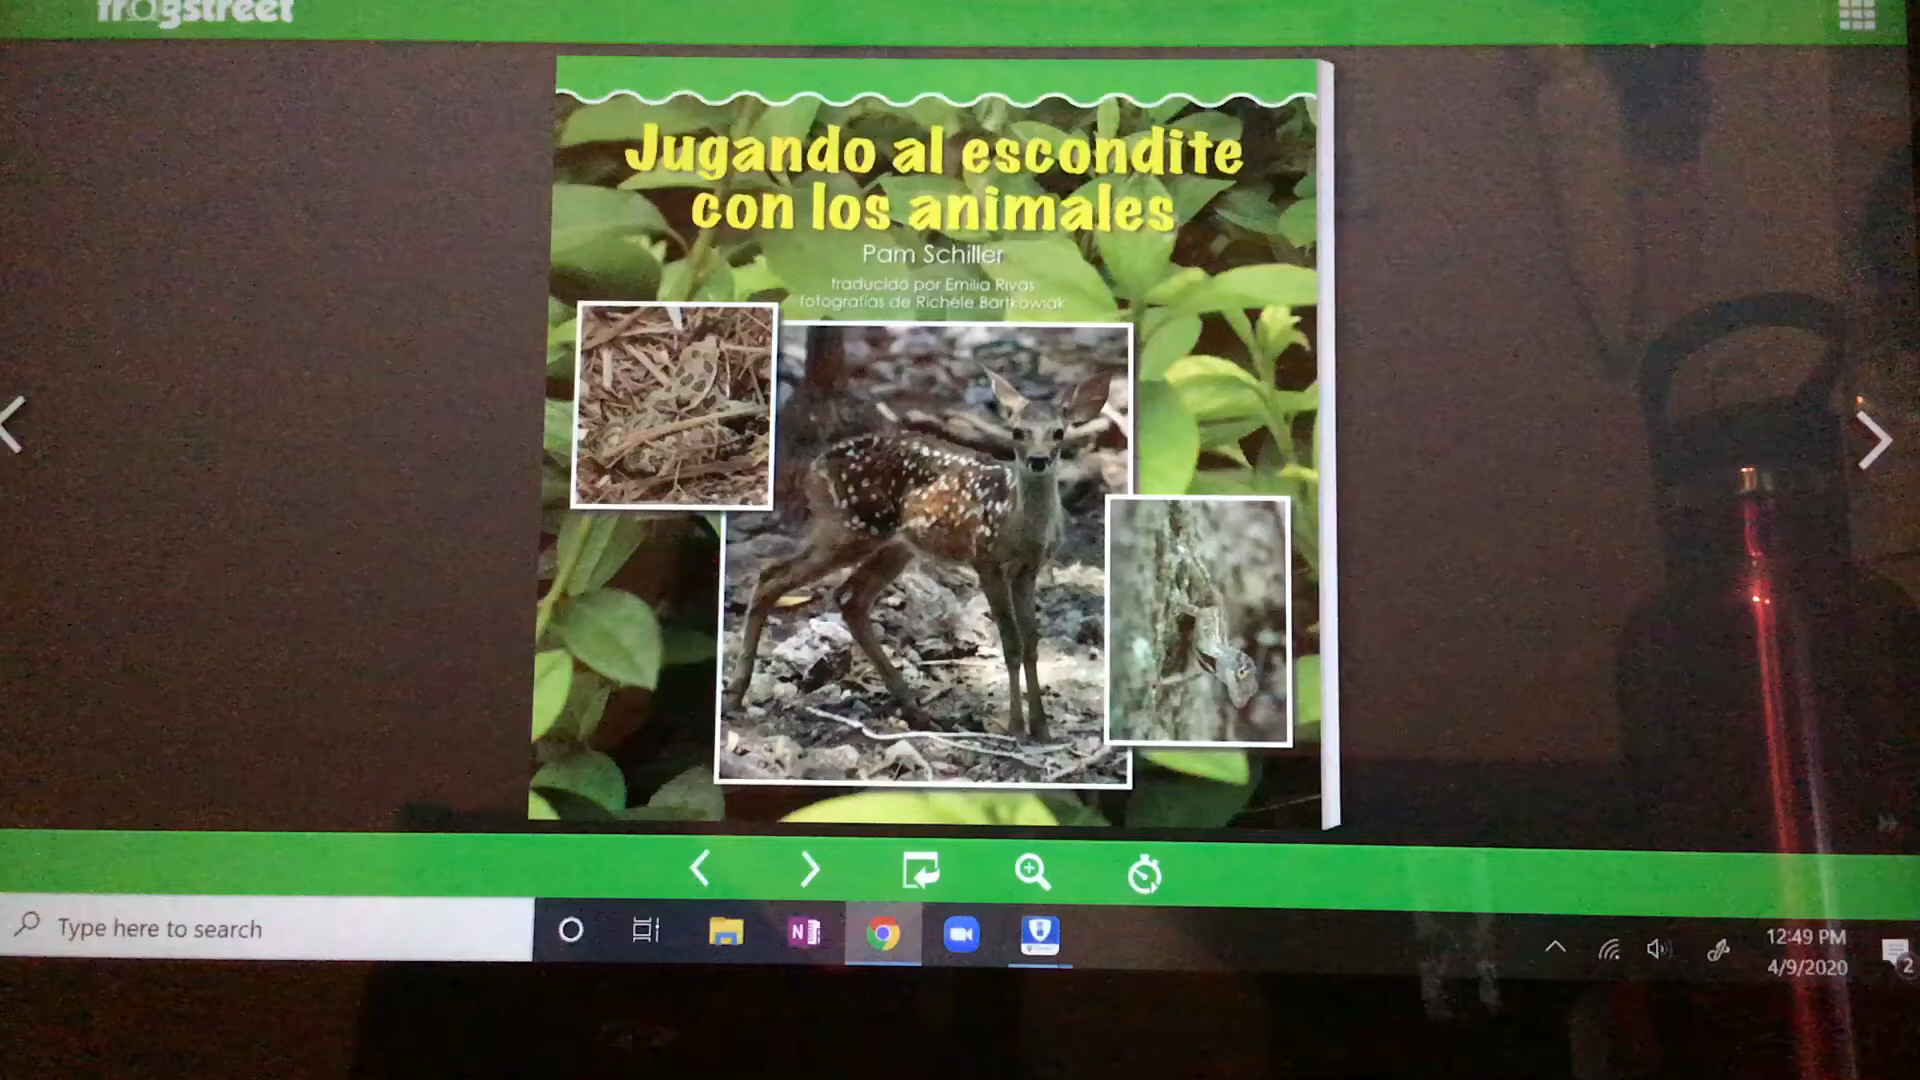 frogstreet
Jugando al escondite
con los animales
Pam Schiller
traducido por Emilia Rivas
fotografías de Richele Bartkowiak
Type here to search
N
12:49 PM
4/9/2020
2